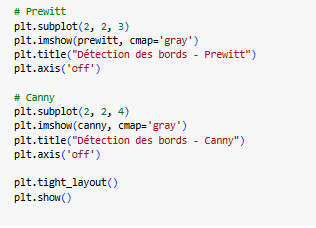 # Prewitt
plt.subplot(2, 2, 3)
plt.imshow(prewitt, cmap='gray')
plt.title("Détection des bords - Prewitt")
plt.axis('off')

# Canny
plt.subplot(2, 2, 4)
plt.imshow(canny, cmap='gray')
plt.title("Détection des bords - Canny")
plt.axis('off')

plt.tight_layout()
plt.show()